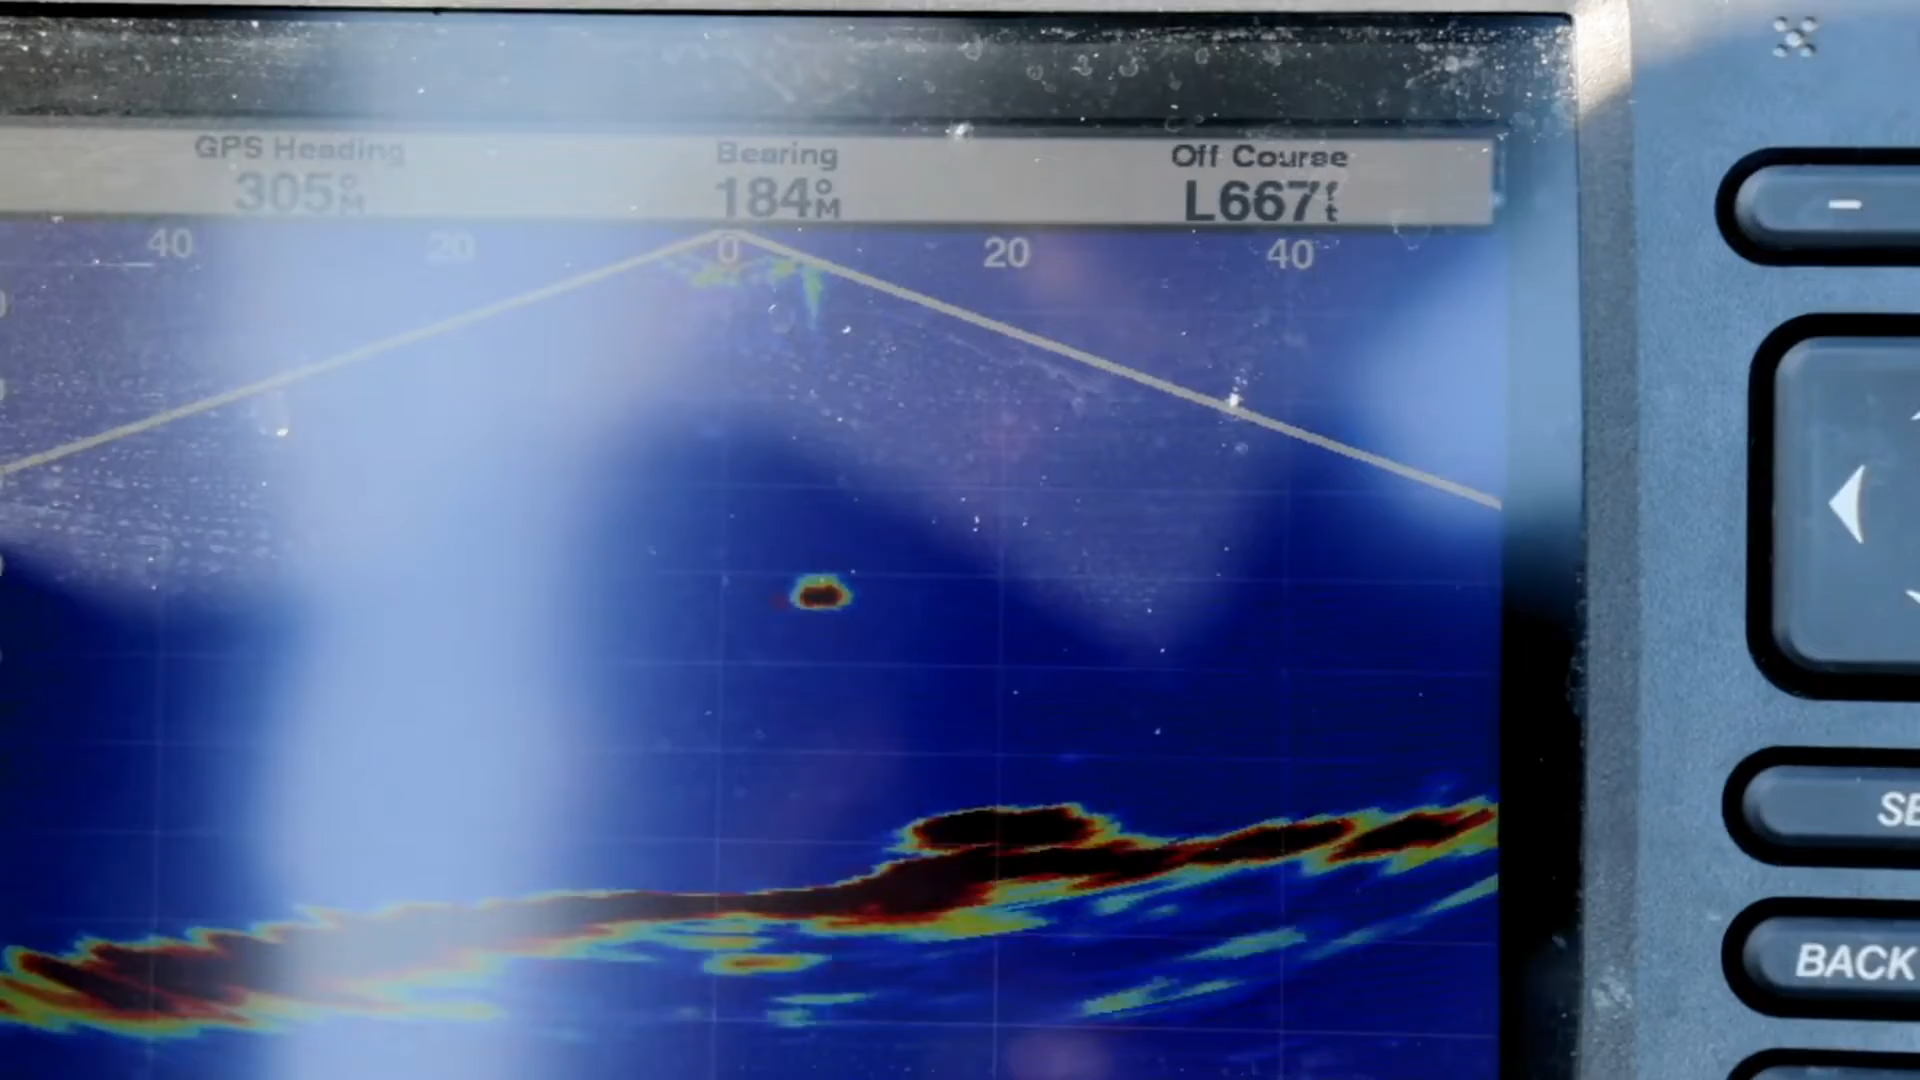 GPS Heading
305°M
Bearing
184°M
Off Course
L667ft
40
20
0
20
40
SE
BACK